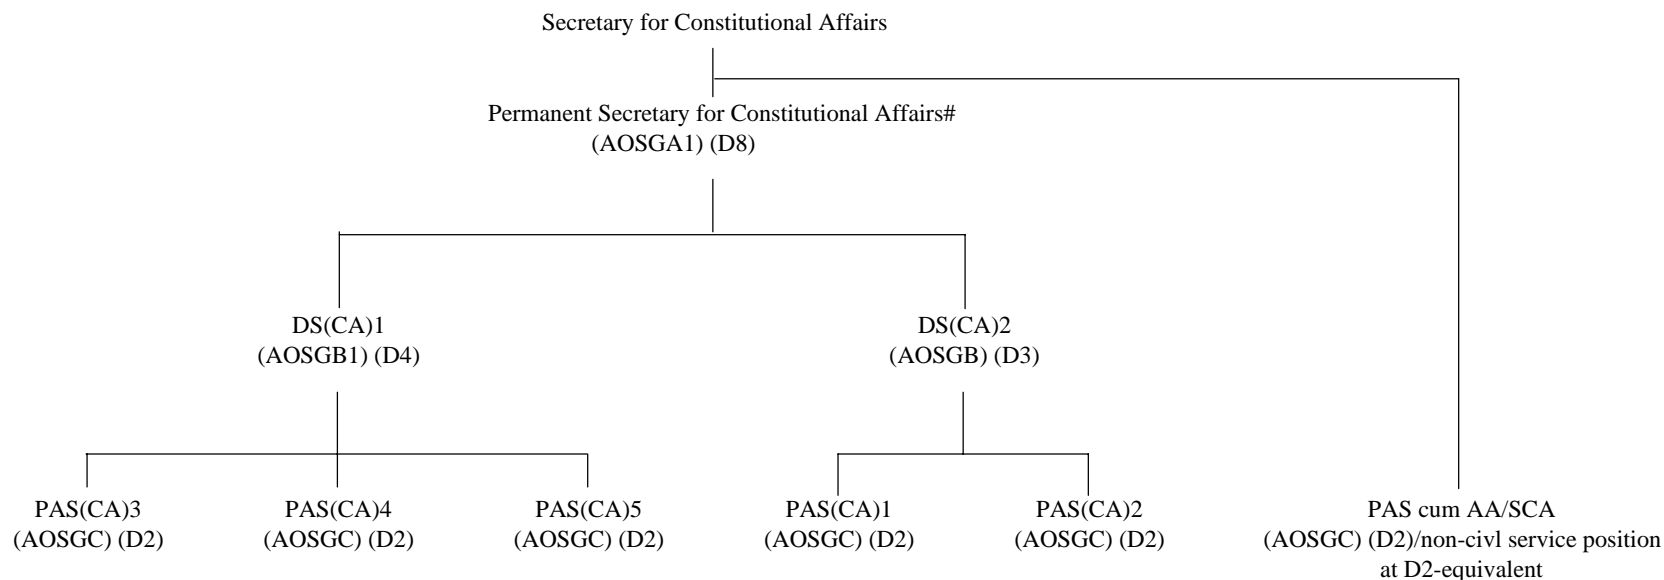 Secretary for Constitutional Affairs
Permanent Secretary for Constitutional Affairs#
(AOSGA1) (D8)
DS(CA)1
(AOSGB1) (D4)
DS(CA)2
(AOSGB) (D3)
PAS(CA)3
(AOSGC) (D2)
PAS(CA)4
(AOSGC) (D2)
PAS(CA)5
(AOSGC) (D2)
PAS(CA)1
(AOSGC) (D2)
PAS(CA)2
(AOSGC) (D2)
PAS cum AA/SCA
(AOSGC) (D2)/non-civl service position
at D2-equivalent